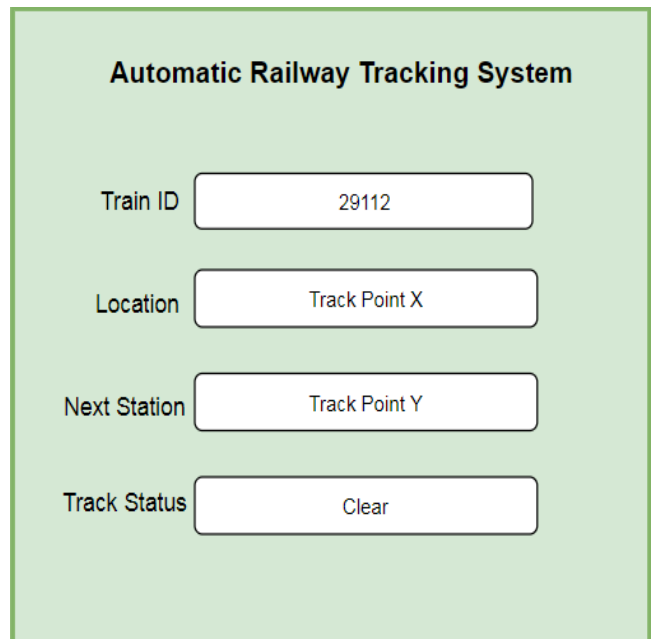 Automatic Railway Tracking System
Train ID 29112
Location Track Point X
Next Station Track Point Y
Track Status Clear